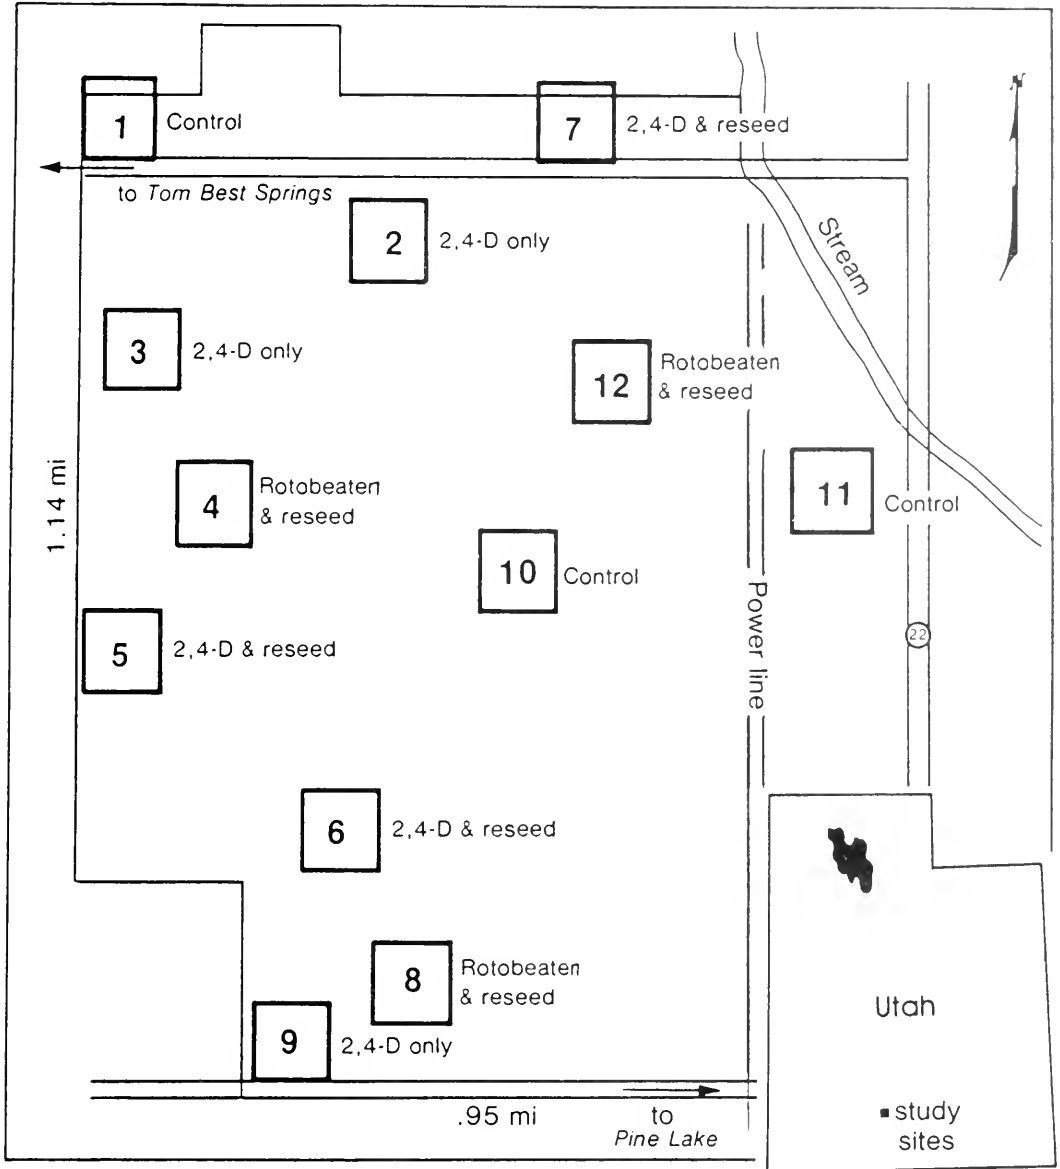 N
1
Control
7
2,4-D & reseed
to Tom Best Springs
2
2,4-D only
Stream
3
2,4-D only
12
Rotobeaten
& reseed
1.14 mi
4
Rotobeaten
& reseed
11
Control
10
Control
5
2,4-D & reseed
Power line
22
6
2,4-D & reseed
8
Rotobeaten
& reseed
9
2,4-D only
.95 mi
to
Pine Lake
Utah
study
sites